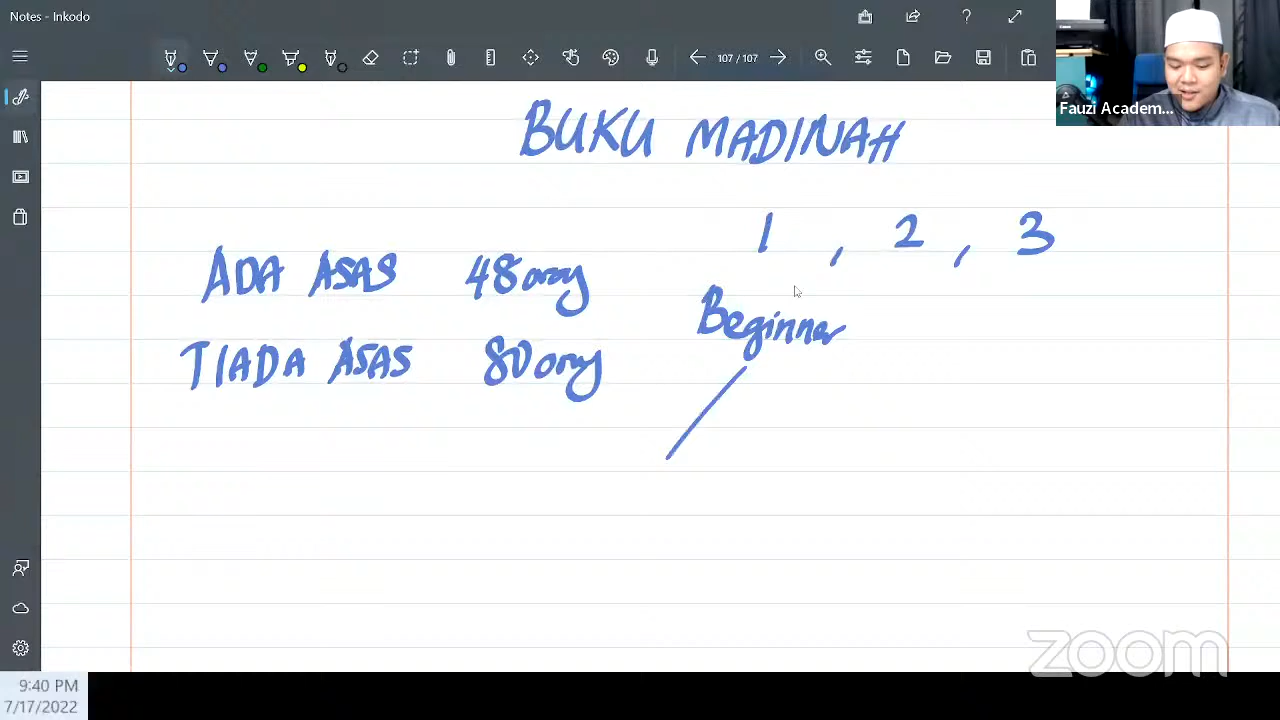 Notes - Inkodo
107 / 107
Fauzi Academ...
BUKU MADINAH
1 , 2 , 3
ADA ASAS 48 orang
Beginner
TIADA ASAS 80 orang
zoom
9:40 PM
7/17/2022